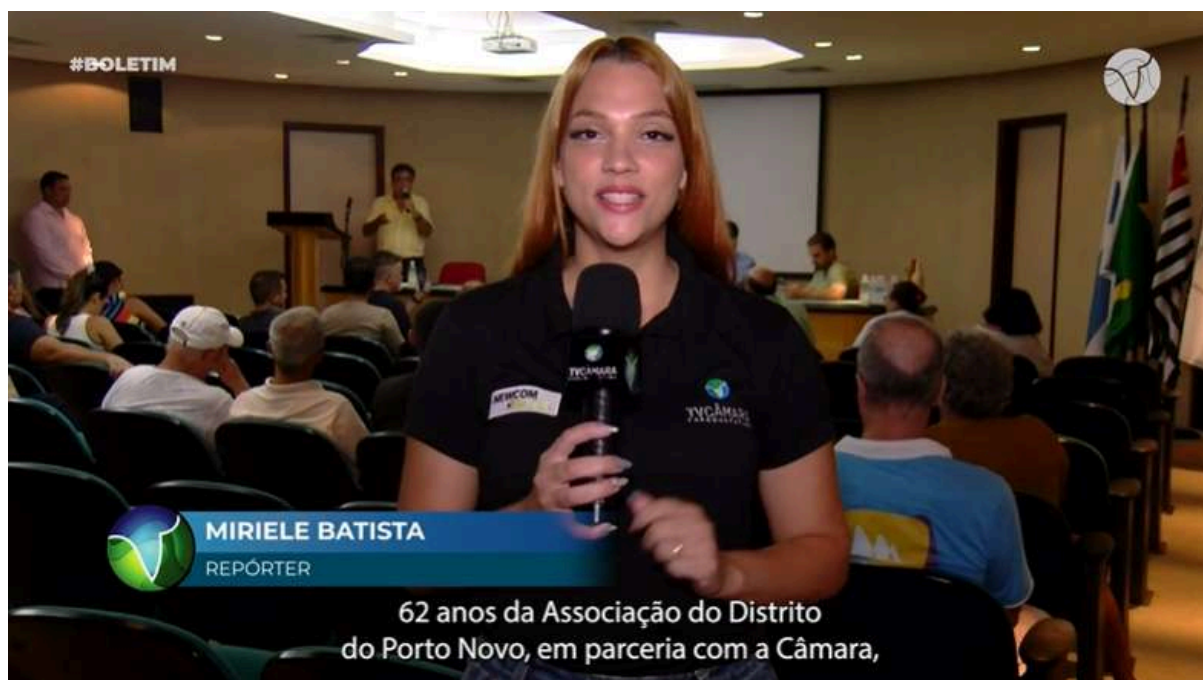 #BOLETIM
TVCÂMARA
NEWCOM
TVCÂMARA
MIRIELE BATISTA
REPÓRTER
62 anos da Associação do Distrito
do Porto Novo, em parceria com a Câmara,